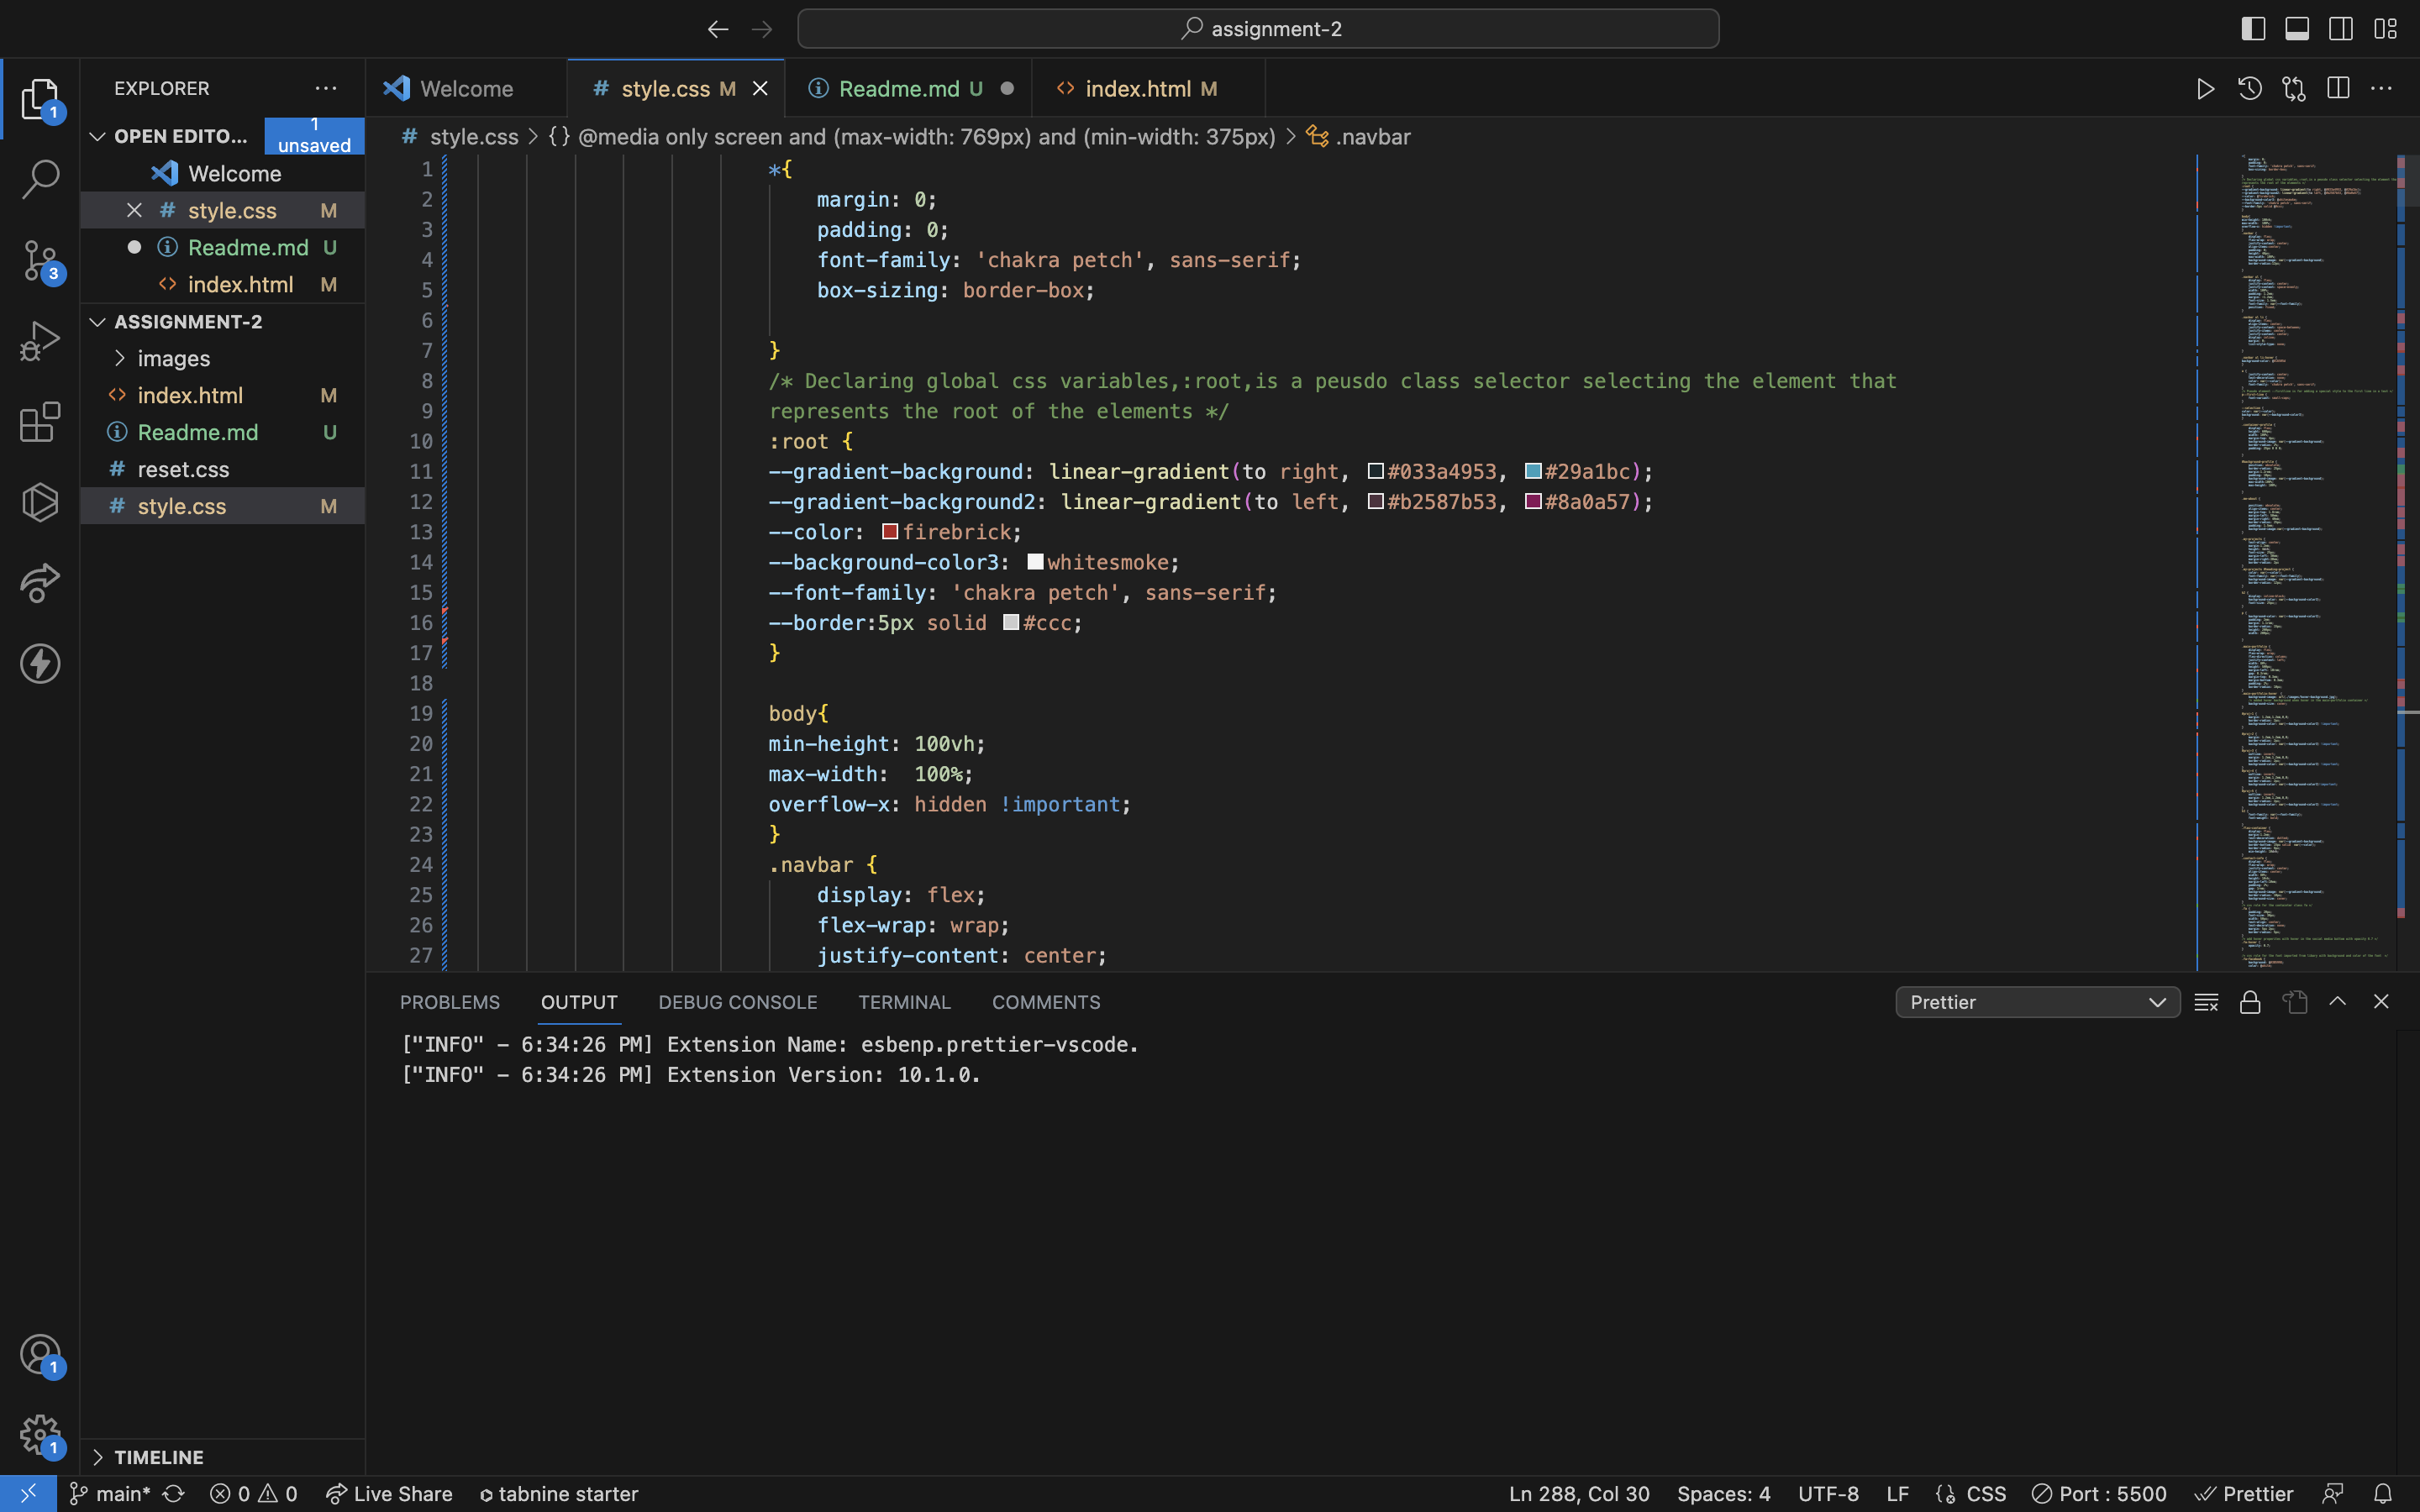 assignment-2
EXPLORER
Welcome
style.css M
Readme.md U
index.html M
1
OPEN EDITO...
1 unsaved
style.css > {} @media only screen and (max-width: 769px) and (min-width: 375px) > .navbar
Welcome
style.css M
Readme.md U
index.html M
3
ASSIGNMENT-2
images
index.html M
Readme.md U
reset.css
style.css M
1 *{
2 margin: 0;
3 padding: 0;
4 font-family: 'chakra petch', sans-serif;
5 box-sizing: border-box;
6
7 }
8 /* Declaring global css variables,:root,is a peusdo class selector selecting the element that
9 represents the root of the elements */
10 :root {
11 --gradient-background: linear-gradient(to right, #033a4953, #29a1bc);
12 --gradient-background2: linear-gradient(to left, #b2587b53, #8a0a57);
13 --color: firebrick;
14 --background-color3: whitesmoke;
15 --font-family: 'chakra petch', sans-serif;
16 --border:5px solid #ccc;
17 }
18
19 body{
20 min-height: 100vh;
21 max-width:  100%;
22 overflow-x: hidden !important;
23 }
24 .navbar {
25 display: flex;
26 flex-wrap: wrap;
27 justify-content: center;
PROBLEMS OUTPUT DEBUG CONSOLE TERMINAL COMMENTS
Prettier
["INFO" – 6:34:26 PM] Extension Name: esbenp.prettier-vscode.
["INFO" – 6:34:26 PM] Extension Version: 10.1.0.
1
1
TIMELINE
main* 0 0 Live Share tabnine starter
Ln 288, Col 30 Spaces: 4 UTF-8 LF CSS Port : 5500 Prettier